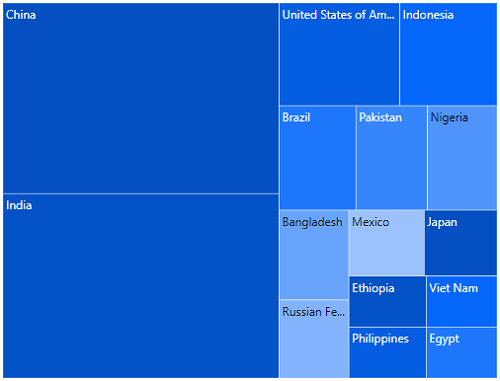 China
United States of Am...
Indonesia
Brazil
Pakistan
Nigeria
India
Bangladesh
Mexico
Japan
Ethiopia
Viet Nam
Russian Fe...
Philippines
Egypt